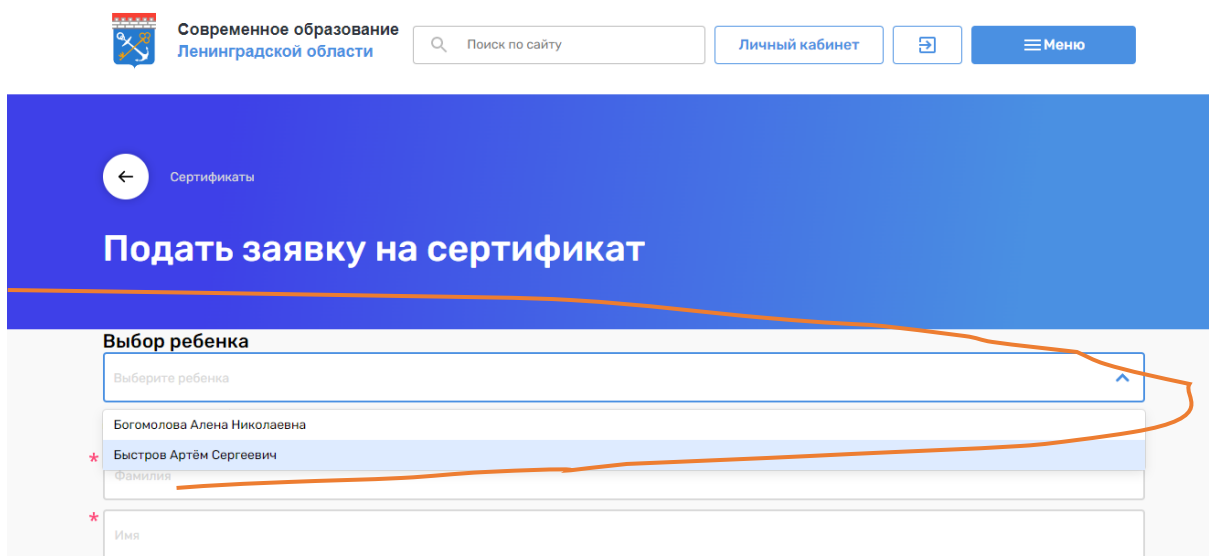 Современное образование
Ленинградской области
Поиск по сайту
Личный кабинет
Меню
Сертификаты
Подать заявку на сертификат
Выбор ребенка
Выберите ребенка
Богомолова Алена Николаевна
Быстров Артём Сергеевич
* Фамилия
* Имя